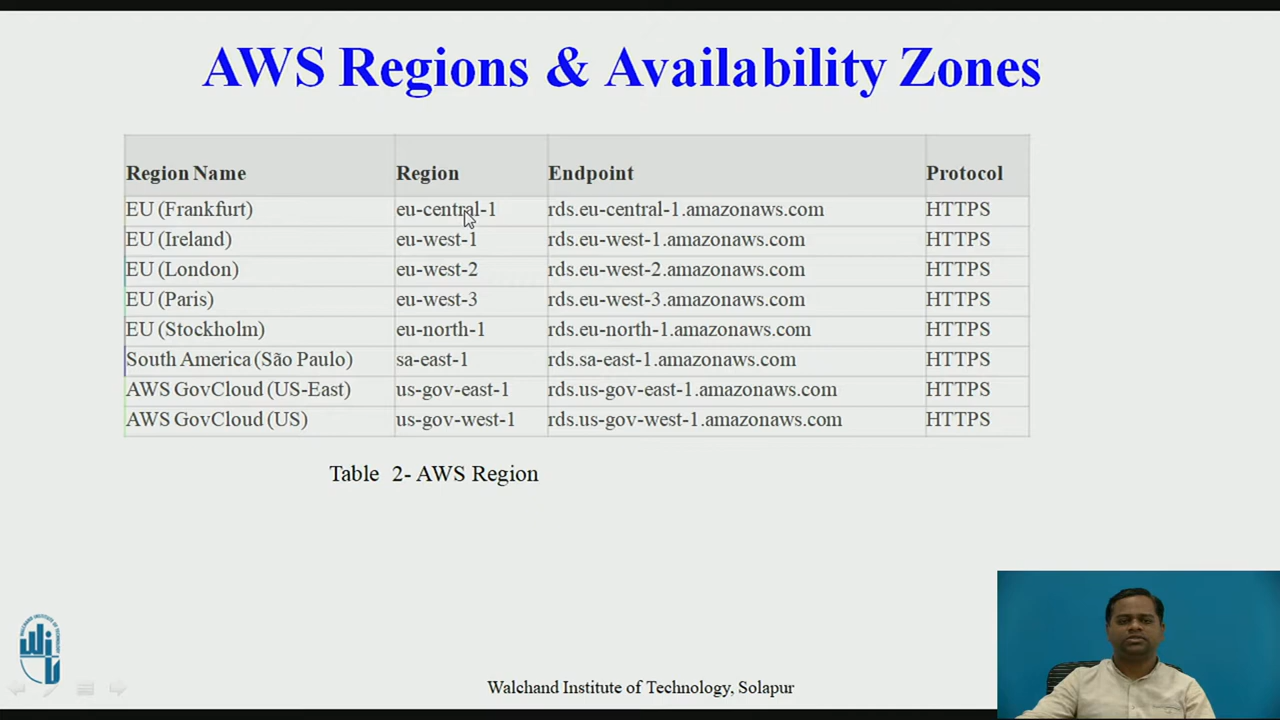 AWS Regions & Availability Zones
Region Name Region Endpoint Protocol
EU (Frankfurt) eu-central-1 rds.eu-central-1.amazonaws.com HTTPS
EU (Ireland) eu-west-1 rds.eu-west-1.amazonaws.com HTTPS
EU (London) eu-west-2 rds.eu-west-2.amazonaws.com HTTPS
EU (Paris) eu-west-3 rds.eu-west-3.amazonaws.com HTTPS
EU (Stockholm) eu-north-1 rds.eu-north-1.amazonaws.com HTTPS
South America (São Paulo) sa-east-1 rds.sa-east-1.amazonaws.com HTTPS
AWS GovCloud (US-East) us-gov-east-1 rds.us-gov-east-1.amazonaws.com HTTPS
AWS GovCloud (US) us-gov-west-1 rds.us-gov-west-1.amazonaws.com HTTPS
Table 2- AWS Region
Walchand Institute of Technology, Solapur